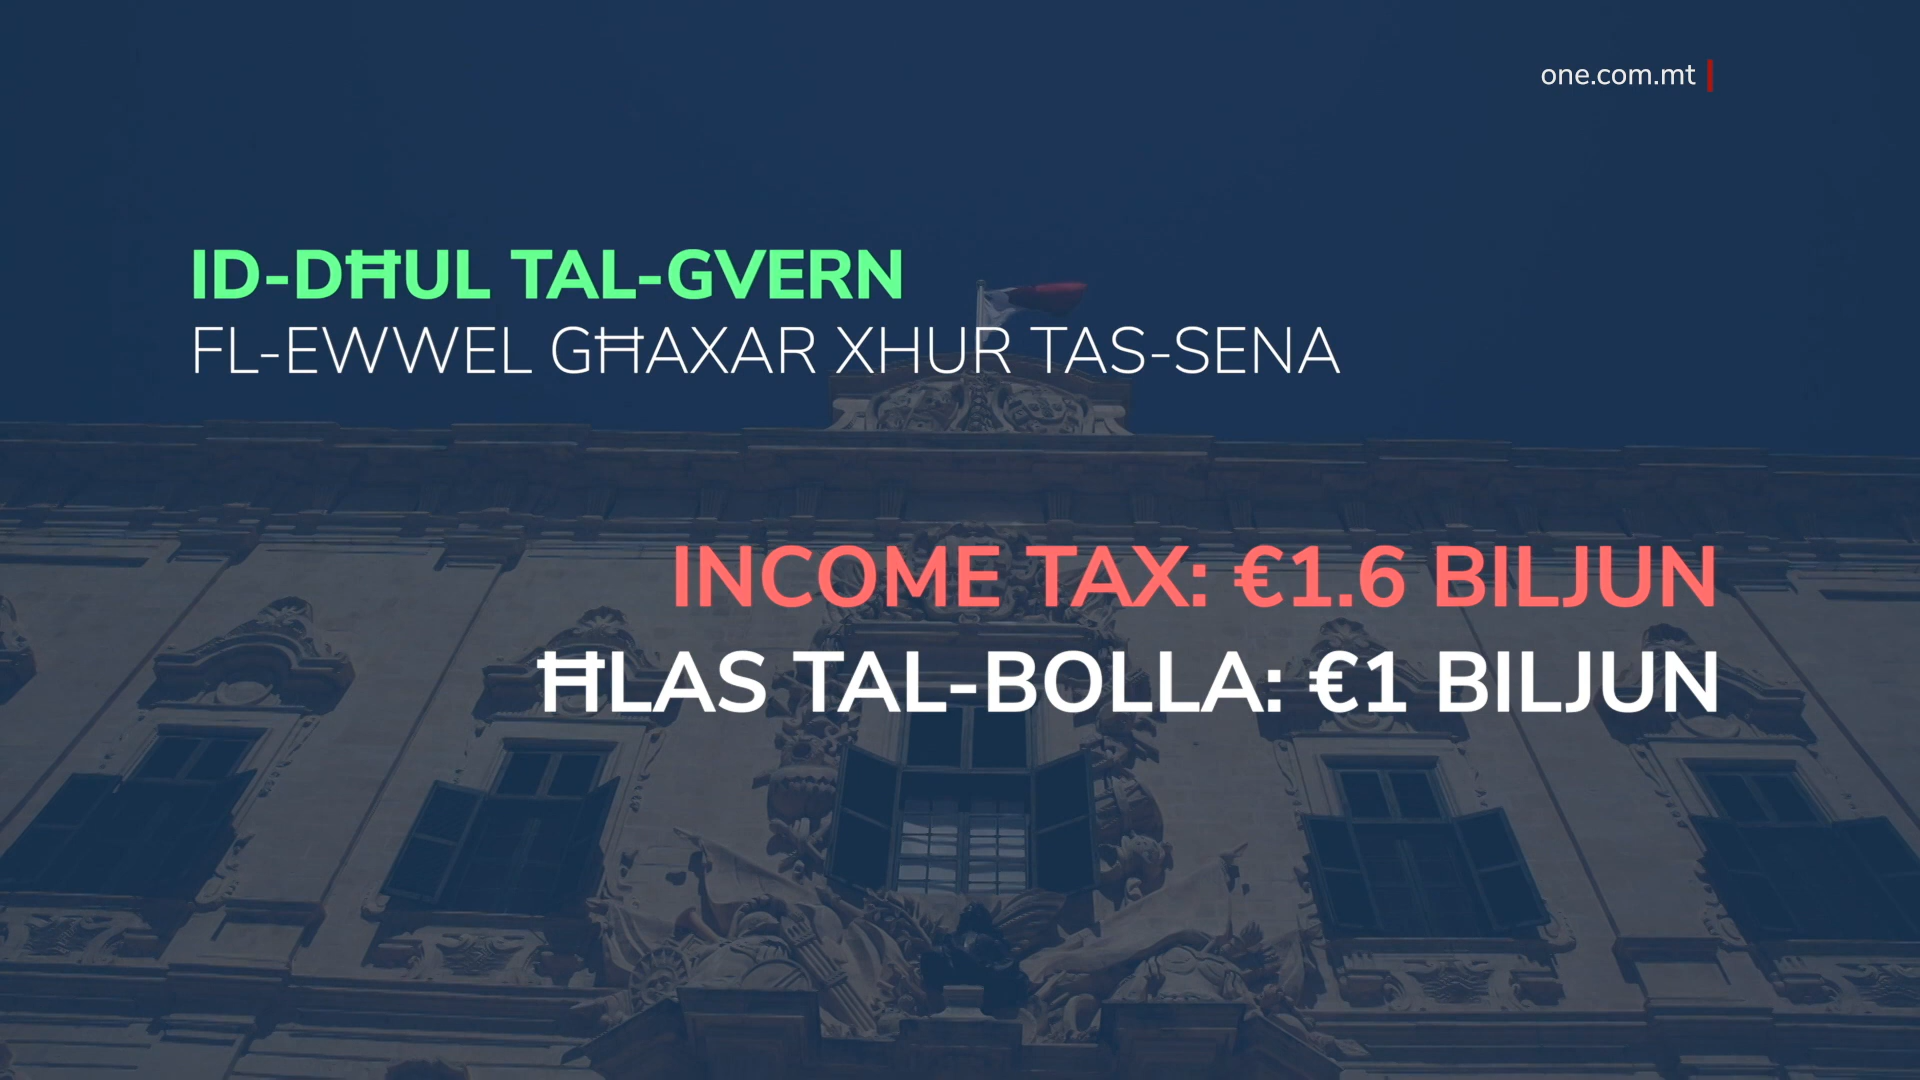 one.com.mt
ID-DĦUL TAL-GVERN
FL-EWWEL GĦAXAR XHUR TAS-SENA
INCOME TAX: €1.6 BILJUN
ĦLAS TAL-BOLLA: €1 BILJUN